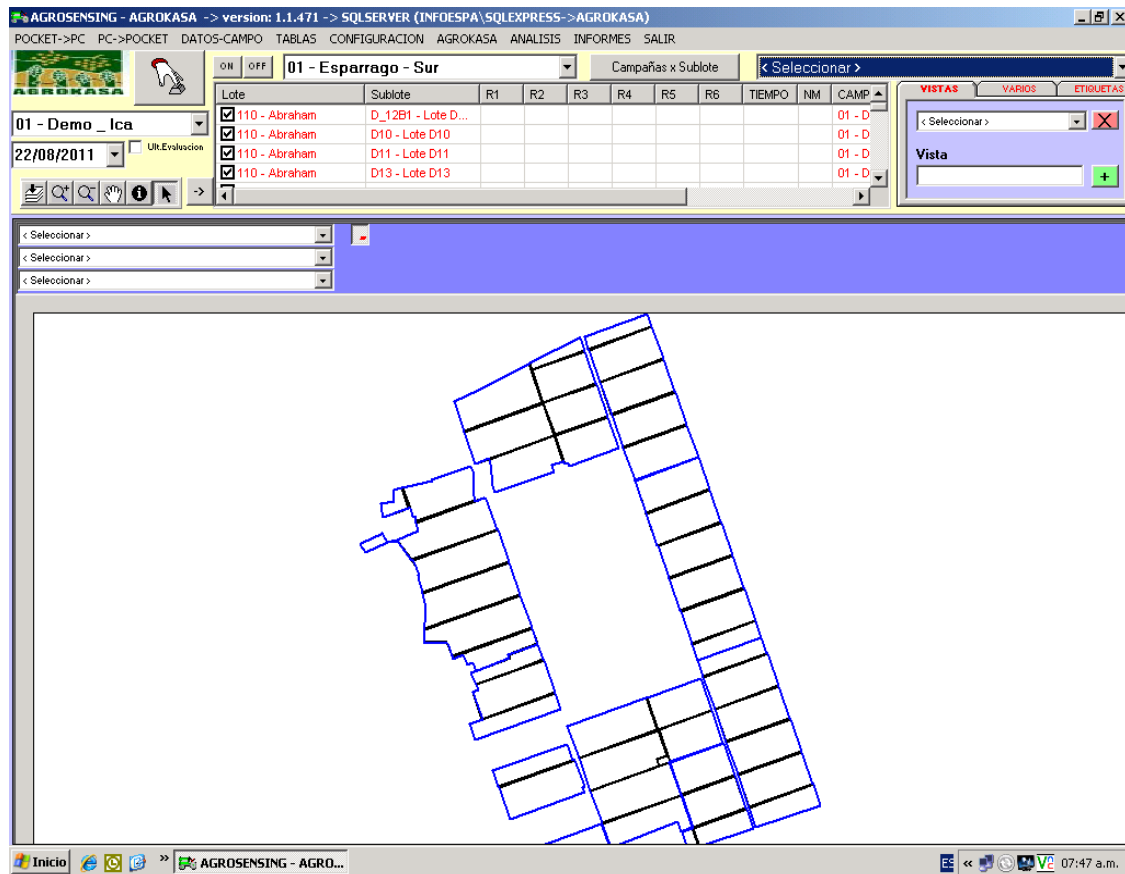 AGROSENSING - AGROKASA -> version: 1.1.471 -> SQLSERVER (INFOESPA\SQLEXPRESS->AGROKASA)
POCKET->PC PC->POCKET DATOS-CAMPO TABLAS CONFIGURACION AGROKASA ANALISIS INFORMES SALIR
AGROKASA
ON OFF 01 - Esparrago - Sur Campañas x Sublote < Seleccionar >
Lote Sublote R1 R2 R3 R4 R5 R6 TIEMPO NM CAMP
110 - Abraham D_12B1 - Lote D... 01 - D
110 - Abraham D10 - Lote D10 01 - D
110 - Abraham D11 - Lote D11 01 - D
110 - Abraham D13 - Lote D13 01 - D
01 - Demo _ Ica
22/08/2011 Ult.Evaluacion
->
VISTAS VARIOS ETIQUETAS
< Seleccionar > X
Vista
+
< Seleccionar >
< Seleccionar >
< Seleccionar >
Inicio » AGROSENSING - AGRO... ES « 07:47 a.m.